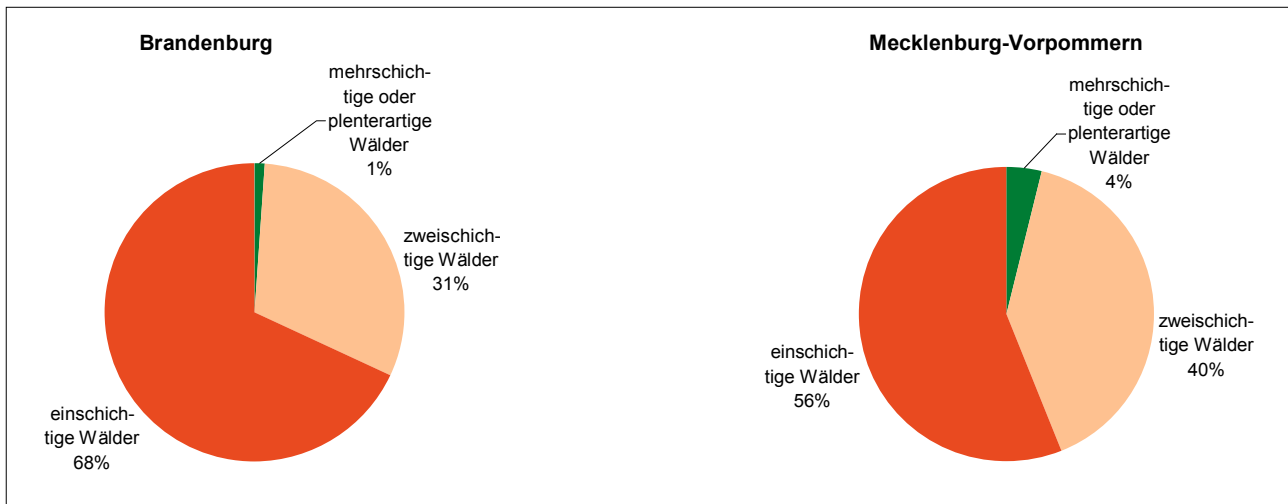 Brandenburg
mehrschich-
tige oder
plenterartige
Wälder
1%
zweischich-
tige Wälder
31%
einschich-
tige Wälder
68%
Mecklenburg-Vorpommern
mehrschich-
tige oder
plenterartige
Wälder
4%
zweischich-
tige Wälder
40%
einschich-
tige Wälder
56%